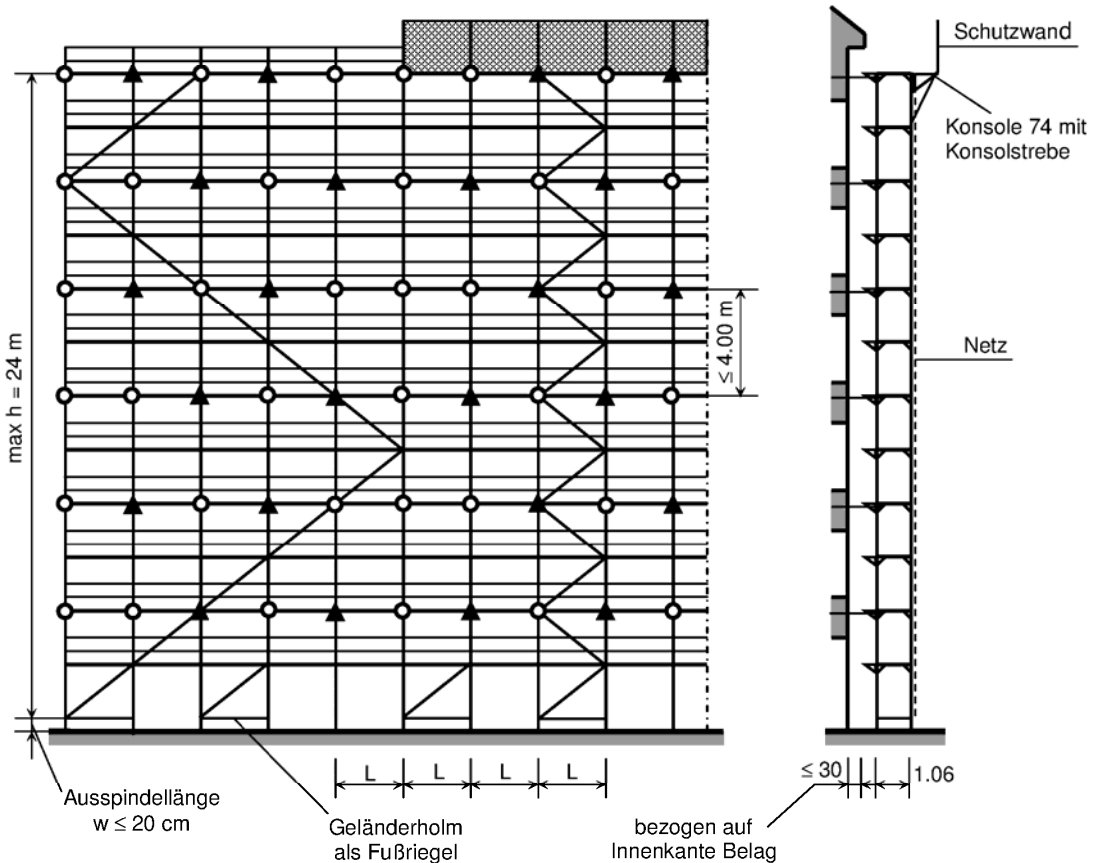 Schutzwand
Konsole 74 mit
Konsolstrebe
max h = 24 m
≤ 4.00 m
Netz
L
L
L
L
≤ 30
1.06
Ausspindellänge
w ≤ 20 cm
Geländerholm
als Fußriegel
bezogen auf
Innenkante Belag